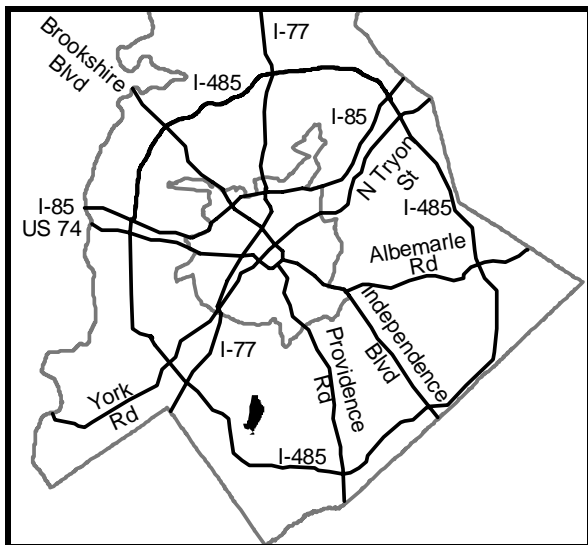 I-77
Brookshire
Blvd
I-485
I-85
N Tryon
St
I-85
I-485
US 74
Albemarle
Rd
Independence
Blvd
Providence
Rd
I-77
York
Rd
I-485